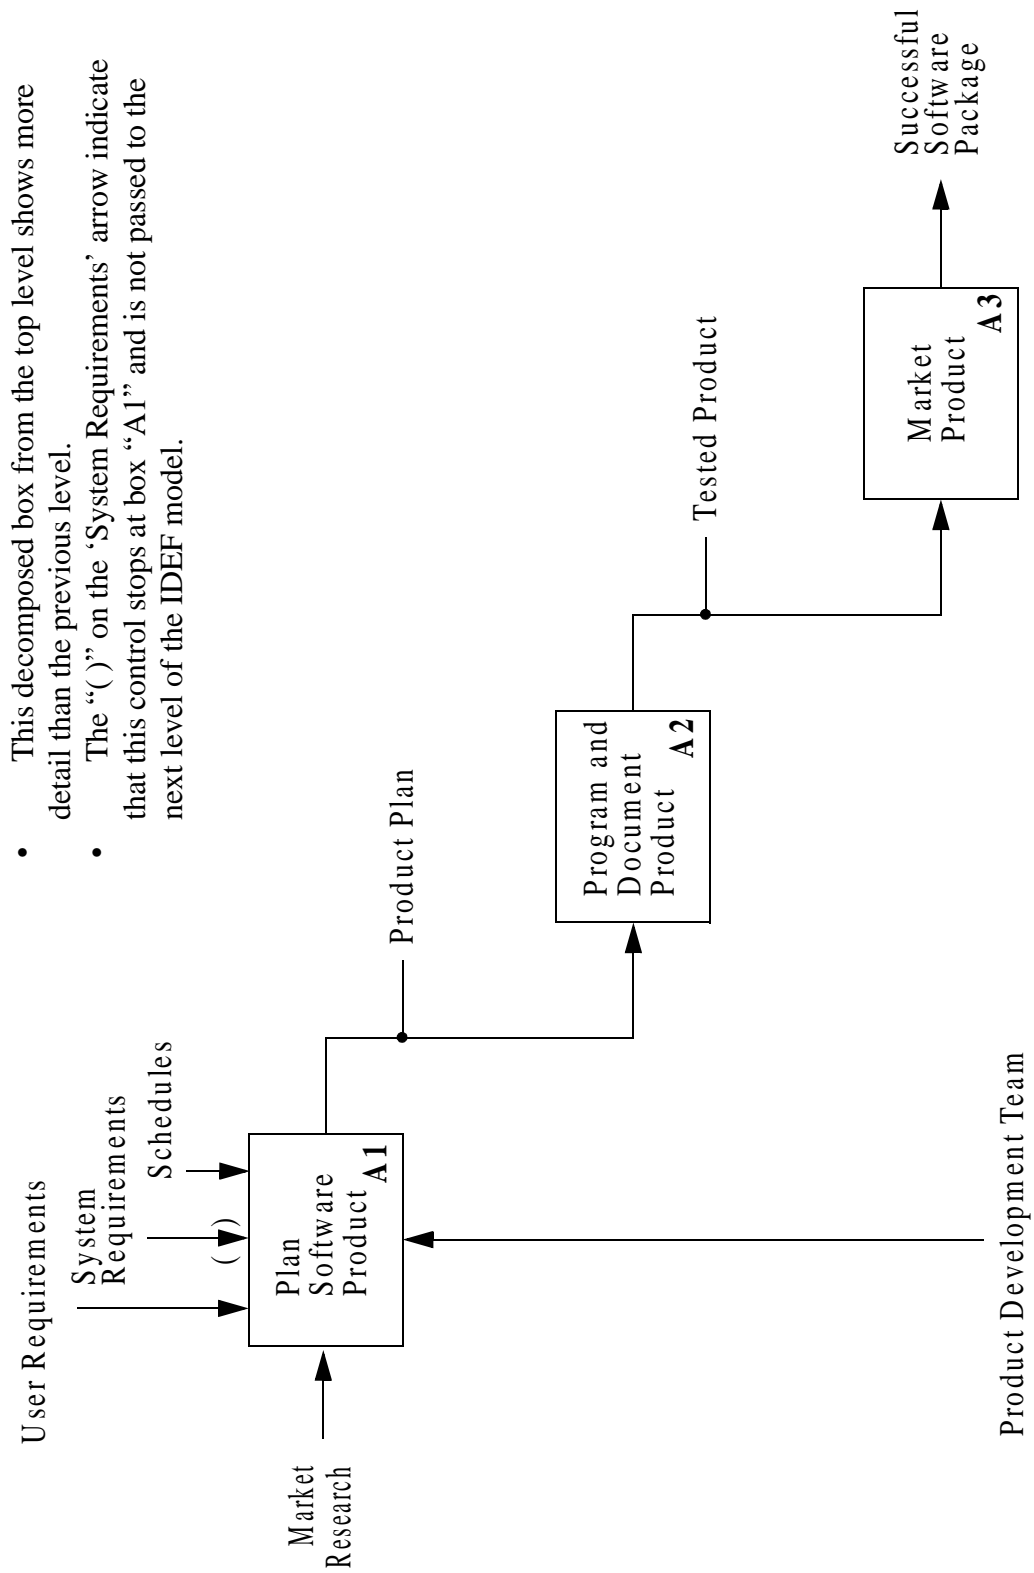 • This decomposed box from the top level shows more
detail than the previous level.
• The “( )” on the ‘System Requirements’ arrow indicate
that this control stops at box “A1” and is not passed to the
next level of the IDEF model.
User Requirements
System
Requirements
Schedules
( )
Market
Research
Plan
Software
Product
A1
Product Plan
Program and
Document
Product
A2
Tested Product
Market
Product
A3
Successful
Software
Package
Product Development Team